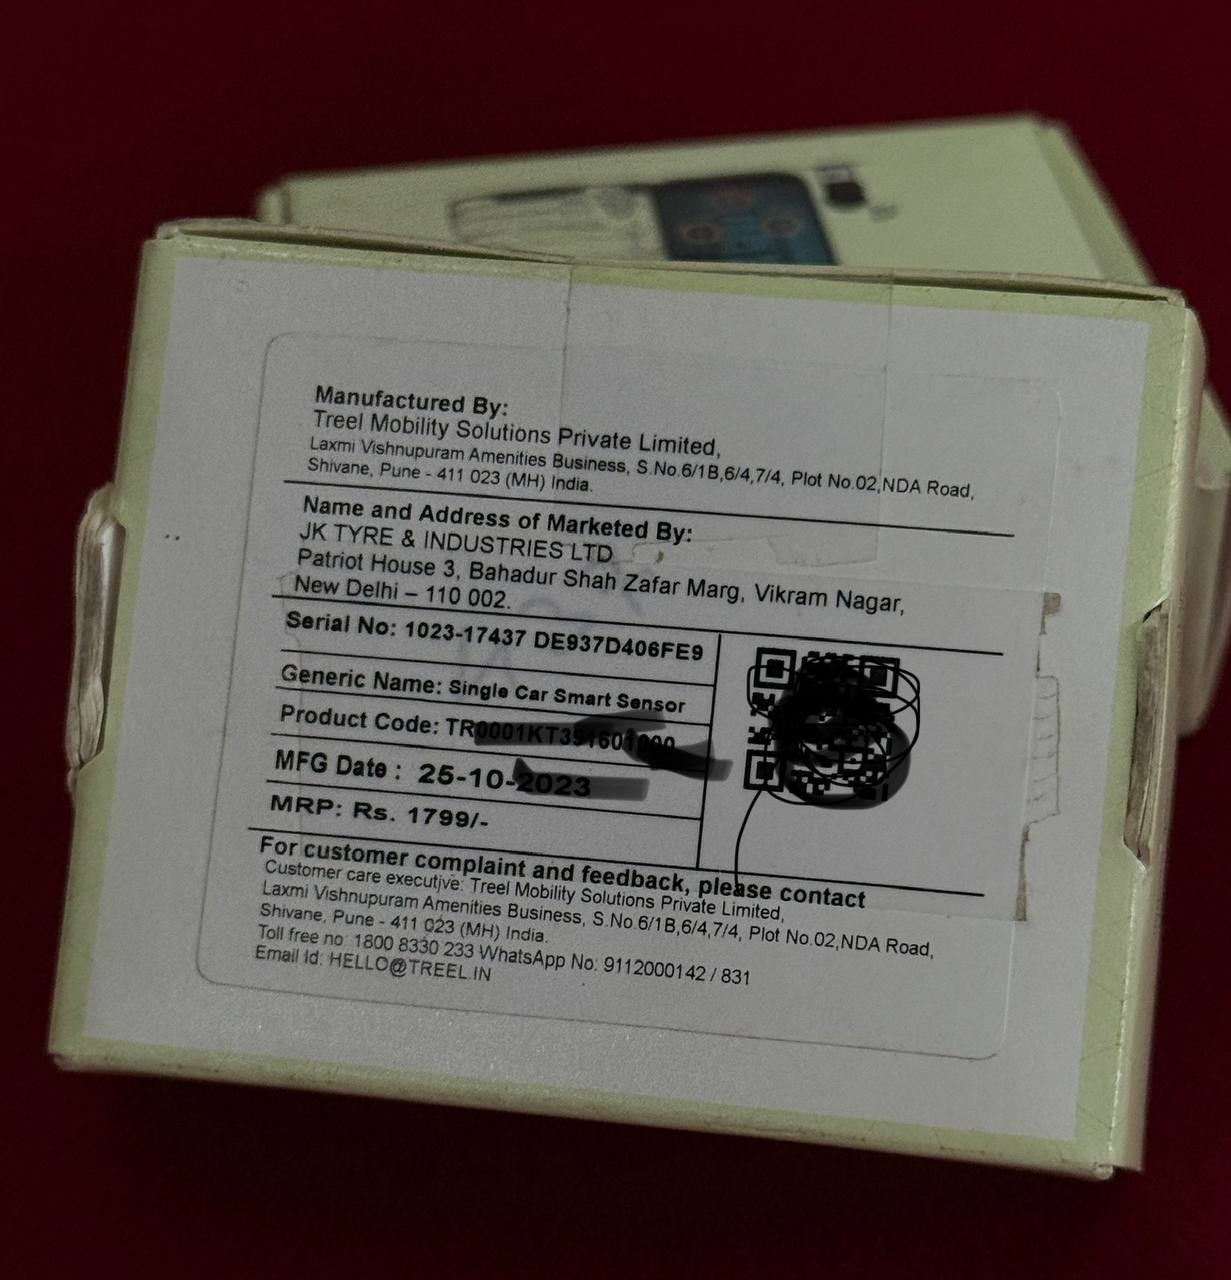 Manufactured By:
Treel Mobility Solutions Private Limited,
Laxmi Vishnupuram Amenities Business, S.No.6/1B,6/4,7/4, Plot No.02,NDA Road,
Shivane, Pune - 411 023 (MH) India.
Name and Address of Marketed By:
JK TYRE & INDUSTRIES LTD
Patriot House 3, Bahadur Shah Zafar Marg, Vikram Nagar,
New Delhi – 110 002.
Serial No: 1023-17437 DE937D406FE9
Generic Name: Single Car Smart Sensor
Product Code:
MFG Date : 25-10-2023
MRP: Rs. 1799/-
For customer complaint and feedback, please contact
Customer care executive: Treel Mobility Solutions Private Limited,
Laxmi Vishnupuram Amenities Business, S.No.6/1B,6/4,7/4, Plot No.02,NDA Road,
Shivane, Pune - 411 023 (MH) India.
Toll free no: 1800 8330 233 WhatsApp No: 9112000142 / 831
Email Id: HELLO@TREEL.IN